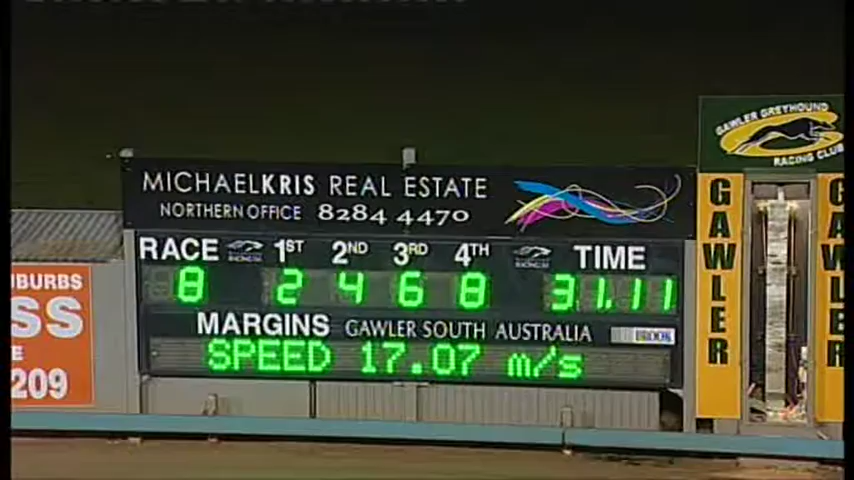 GAWLER GREYHOUND
RACING CLUB
MICHAELKRIS REAL ESTATE
NORTHERN OFFICE 8284 4470
RACE 1ST 2ND 3RD 4TH TIME
8 2 4 6 8 31.11
MARGINS GAWLER SOUTH AUSTRALIA
SPEED 17.07 m/s
GAWLER
GAWLER
UBURBS
SS
E
209